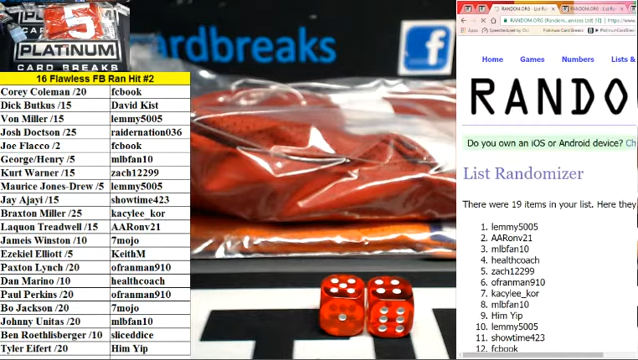 5
PLATINUM
CARD BREAKS
cardbreaks
f
16 Flawless FB Ran Hit #2
Corey Coleman /20 fcbook
Dick Butkus /15 David Kist
Von Miller /15 lemmy5005
Josh Doctson /25 raidernation036
Joe Flacco /2 fcbook
George/Henry /5 mlbfan10
Kurt Warner /15 zach12299
Maurice Jones-Drew /5 lemmy5005
Jay Ajayi /15 showtime423
Braxton Miller /25 kacylee_kor
Laquon Treadwell /15 AARonv21
Jameis Winston /10 7mojo
Ezekiel Elliott /5 KeithM
Paxton Lynch /20 ofranman910
Dan Marino /10 healthcoach
Paul Perkins /20 ofranman910
Bo Jackson /20 7mojo
Johnny Unitas /20 mlbfan10
Ben Roethlisberger /10 sliceddice
Tyler Eifert /20 Him Yip
Home Games Numbers Lists &
RANDO
Do you own an iOS or Android device? Ch
List Randomizer
There were 19 items in your list. Here they
1. lemmy5005
2. AARonv21
3. mlbfan10
4. healthcoach
5. zach12299
6. ofranman910
7. kacylee_kor
8. mlbfan10
9. Him Yip
10. lemmy5005
11. showtime423
12. fcbook